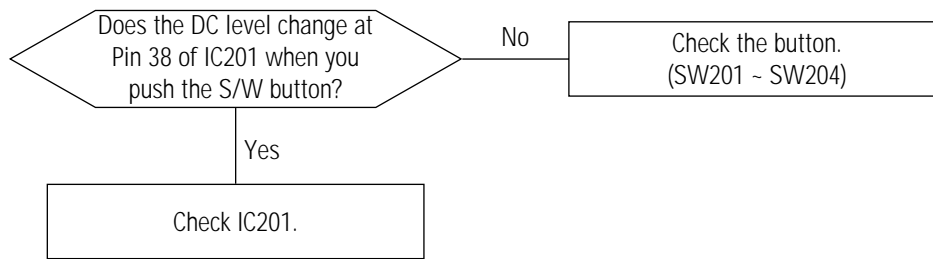 Does the DC level change at
Pin 38 of IC201 when you
push the S/W button?
No
Check the button.
(SW201 ~ SW204)
Yes
Check IC201.